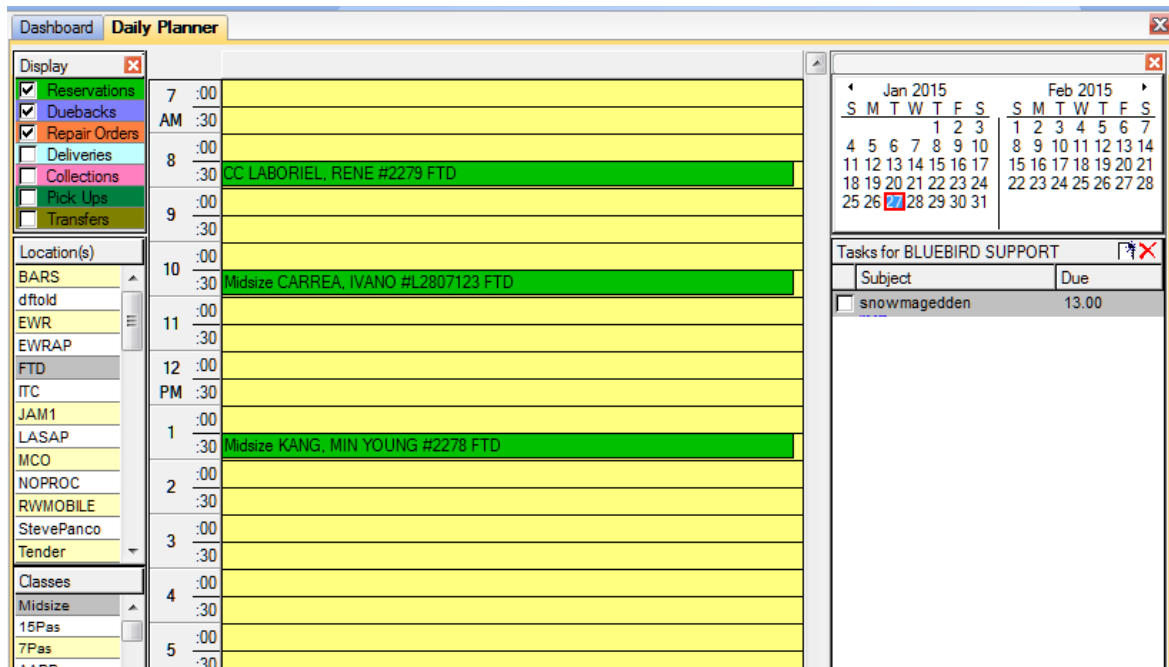 Dashboard Daily Planner
Display
Reservations
Duebacks
Repair Orders
Deliveries
Collections
Pick Ups
Transfers
Location(s)
BARS
dftold
EWR
EWRAP
FTD
ITC
JAM1
LASAP
MCO
NOPROC
RWMOBILE
StevePanco
Tender
Classes
Midsize
15Pas
7Pas
7 :00
AM :30
8 :00
:30 CC LABORIEL, RENE #2279 FTD
9 :00
:30
10 :00
:30 Midsize CARREA, IVANO #L2807123 FTD
11 :00
:30
12 :00
PM :30
1 :00
:30 Midsize KANG, MIN YOUNG #2278 FTD
2 :00
:30
3 :00
:30
4 :00
:30
5 :00
:30
Jan 2015
S M T W T F S
1 2 3
4 5 6 7 8 9 10
11 12 13 14 15 16 17
18 19 20 21 22 23 24
25 26 27 28 29 30 31
Feb 2015
S M T W T F S
1 2 3 4 5 6 7
8 9 10 11 12 13 14
15 16 17 18 19 20 21
22 23 24 25 26 27 28
Tasks for BLUEBIRD SUPPORT
Subject Due
snowmagedden 13.00